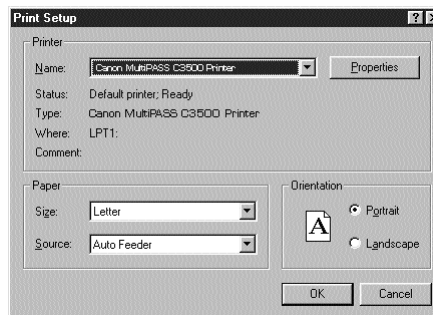 Print Setup
Printer
Name: Canon MultiPASS C3500 Printer Properties
Status: Default printer; Ready
Type: Canon MultiPASS C3500 Printer
Where: LPT1:
Comment:
Paper
Size: Letter
Source: Auto Feeder
Orientation
A
Portrait
Landscape
OK Cancel